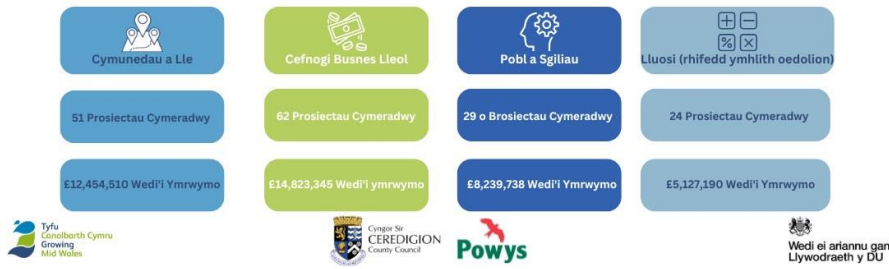 Cymunedau a Lle
Cefnogi Busnes Lleol
Pobl a Sgiliau
Lluosi (rhifedd ymhlith oedolion)
51 Prosiectau Cymeradwy
62 Prosiectau Cymeradwy
29 o Brosiectau Cymeradwy
24 Prosiectau Cymeradwy
£12,454,510 Wedi'i Ymrwymo
£14,823,345 Wedi'i ymrwymo
£8,239,738 Wedi'i Ymrwymo
£5,127,190 Wedi'i Ymrwymo
Tyfu
Canolbarth Cymru
Growing
Mid Wales
Cyngor Sir
CEREDIGION
County Council
Powys
Wedi ei ariannu gan
Llywodraeth y DU